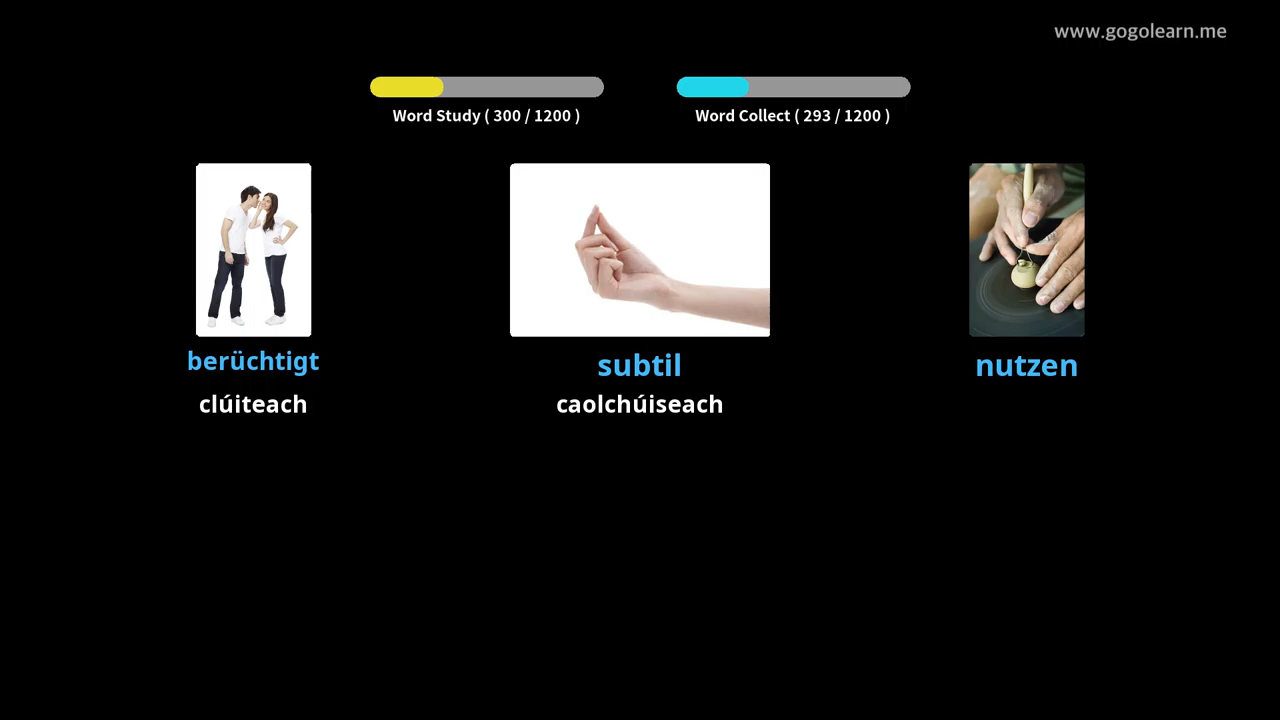 www.gogolearn.me
Word Study ( 300 / 1200 )
Word Collect ( 293 / 1200 )
berüchtigt
subtil
nutzen
clúiteach
caolchúiseach